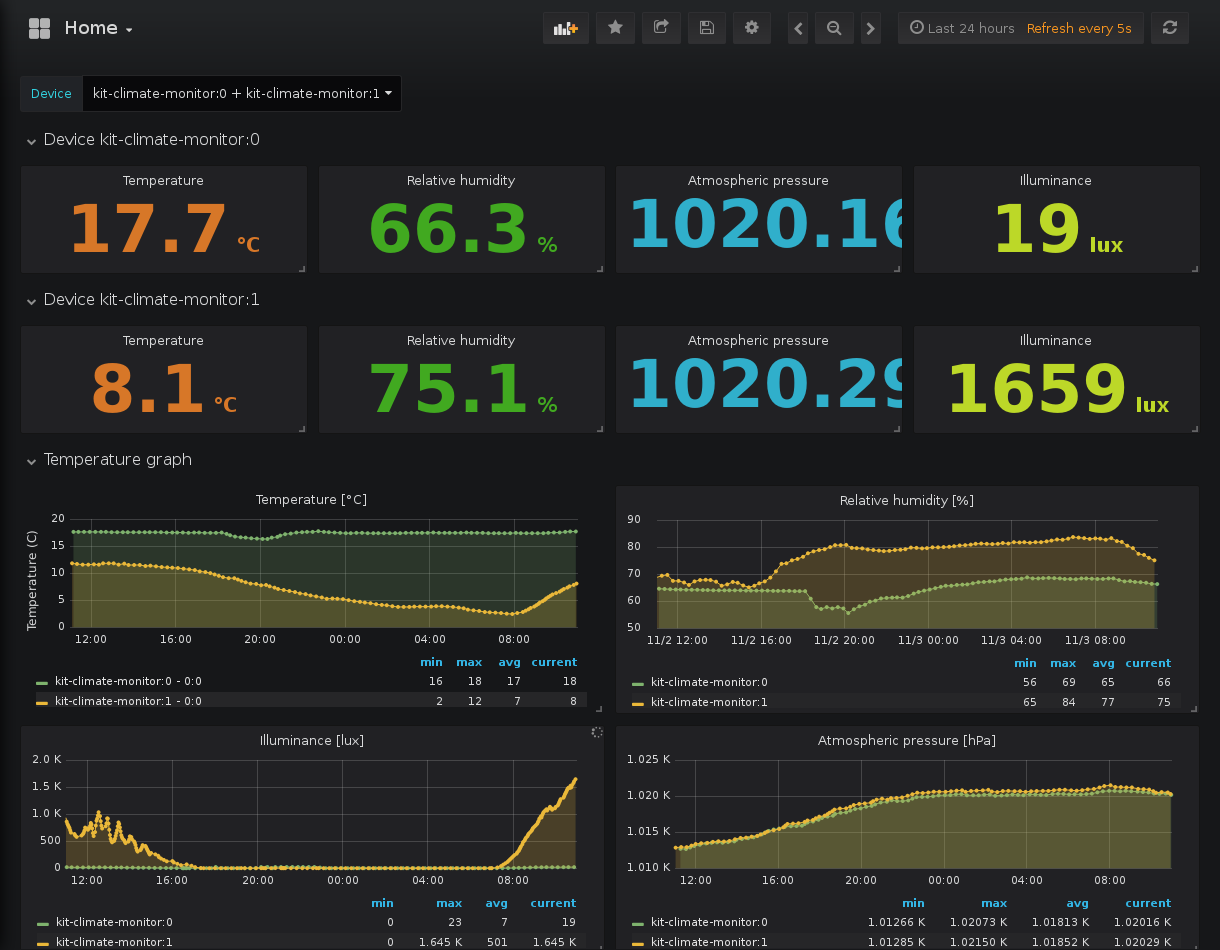 Home
Last 24 hours Refresh every 5s
Device kit-climate-monitor:0 + kit-climate-monitor:1
Device kit-climate-monitor:0
Temperature Relative humidity Atmospheric pressure Illuminance
17.7 °C 66.3 % 1020.16 19 lux
Device kit-climate-monitor:1
Temperature Relative humidity Atmospheric pressure Illuminance
8.1 °C 75.1 % 1020.29 1659 lux
Temperature graph
Temperature [°C]
Temperature (C)
20
15
10
5
0
12:00 16:00 20:00 00:00 04:00 08:00
min max avg current
kit-climate-monitor:0 - 0:0 16 18 17 18
kit-climate-monitor:1 - 0:0 2 12 7 8
Relative humidity [%]
90
80
70
60
50
11/2 12:00 11/2 16:00 11/2 20:00 11/3 00:00 11/3 04:00 11/3 08:00
min max avg current
kit-climate-monitor:0 56 69 65 66
kit-climate-monitor:1 65 84 77 75
Illuminance [lux]
2.0 K
1.5 K
1.0 K
500
0
12:00 16:00 20:00 00:00 04:00 08:00
min max avg current
kit-climate-monitor:0 0 23 7 19
kit-climate-monitor:1 0 1.645 K 501 1.645 K
Atmospheric pressure [hPa]
1.025 K
1.020 K
1.015 K
1.010 K
12:00 16:00 20:00 00:00 04:00 08:00
min max avg current
kit-climate-monitor:0 1.01266 K 1.02073 K 1.01813 K 1.02016 K
kit-climate-monitor:1 1.01285 K 1.02150 K 1.01852 K 1.02029 K